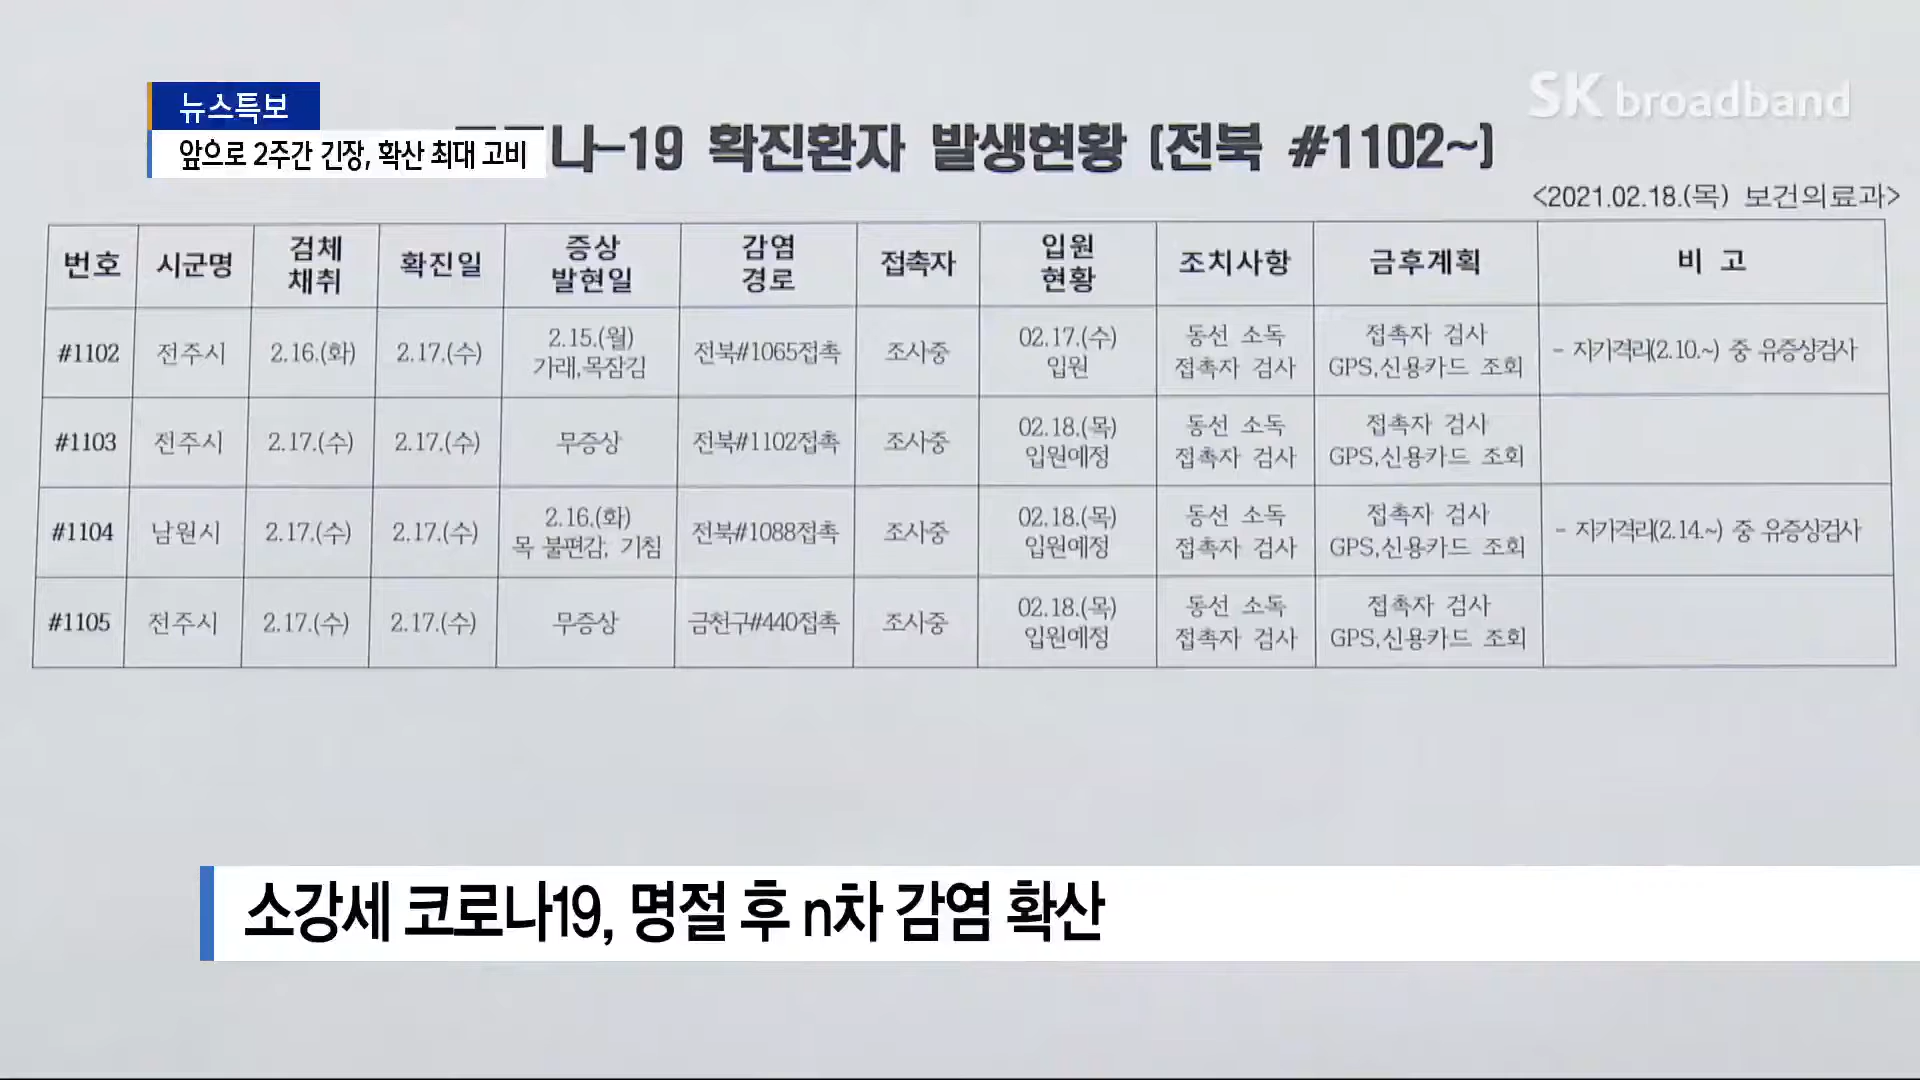 SK broadband
뉴스특보
앞으로 2주간 긴장, 확산 최대 고비
나-19 확진환자 발생현황 (전북 #1102~)
<2021.02.18.(목) 보건의료과>
번호 시군명 검체 채취 확진일 증상 발현일 감염 경로 접촉자 입원 현황 조치사항 금후계획 비 고
#1102 전주시 2.16.(화) 2.17.(수) 2.15.(월) 가래,목잠김 전북#1065접촉 조사중 02.17.(수) 입원 동선 소독 접촉자 검사 접촉자 검사 GPS,신용카드 조회 - 자가격리(2.10.~) 중 유증상검사
#1103 전주시 2.17.(수) 2.17.(수) 무증상 전북#1102접촉 조사중 02.18.(목) 입원예정 동선 소독 접촉자 검사 접촉자 검사 GPS,신용카드 조회
#1104 남원시 2.17.(수) 2.17.(수) 2.16.(화) 목 불편감, 기침 전북#1088접촉 조사중 02.18.(목) 입원예정 동선 소독 접촉자 검사 접촉자 검사 GPS,신용카드 조회 - 자가격리(2.14.~) 중 유증상검사
#1105 전주시 2.17.(수) 2.17.(수) 무증상 금천구#440접촉 조사중 02.18.(목) 입원예정 동선 소독 접촉자 검사 접촉자 검사 GPS,신용카드 조회
소강세 코로나19, 명절 후 n차 감염 확산